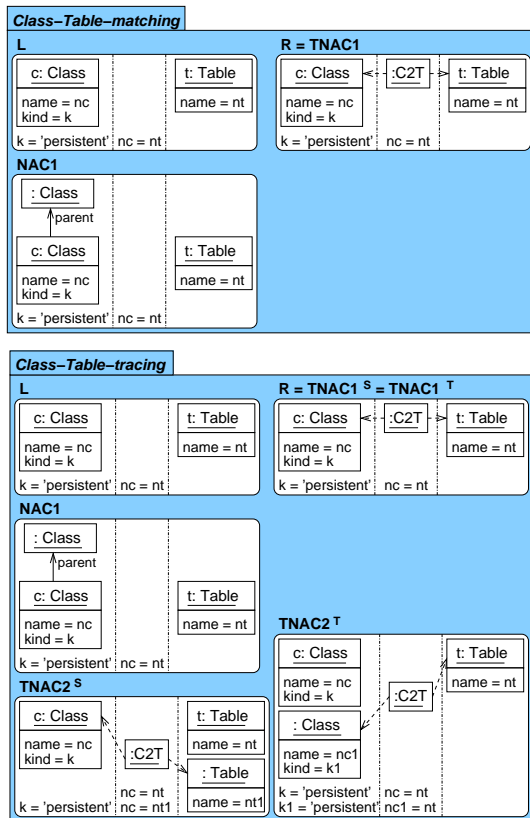 Class–Table–matching
L
R = TNAC1
c: Class
t: Table
c: Class
:C2T
t: Table
name = nc
kind = k
name = nt
name = nc
kind = k
name = nt
k = 'persistent' nc = nt
k = 'persistent' nc = nt
NAC1
: Class
parent
c: Class
t: Table
name = nc
kind = k
name = nt
k = 'persistent' nc = nt
Class–Table–tracing
L
R = TNAC1 S = TNAC1 T
c: Class
t: Table
c: Class
:C2T
t: Table
name = nc
kind = k
name = nt
name = nc
kind = k
name = nt
k = 'persistent' nc = nt
k = 'persistent' nc = nt
NAC1
: Class
parent
c: Class
t: Table
name = nc
kind = k
name = nt
k = 'persistent' nc = nt
TNAC2 T
c: Class
t: Table
name = nc
kind = k
name = nt
:C2T
: Class
name = nc1
kind = k1
nc = nt
k = 'persistent'
k1 = 'persistent' nc1 = nt
TNAC2 S
c: Class
t: Table
name = nc
kind = k
name = nt
:C2T
: Table
name = nt1
nc = nt
k = 'persistent' nc = nt1